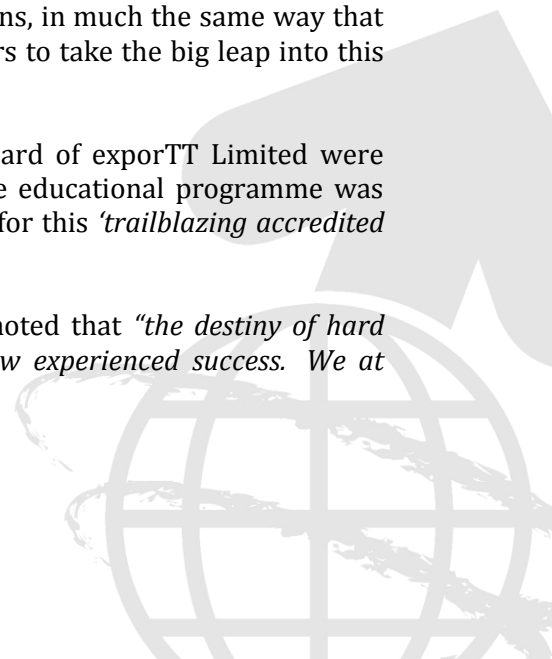 ns, in much the same way that
rs to take the big leap into this
ard of exporTT Limited were
e educational programme was
for this ‘trailblazing accredited
noted that “the destiny of hard
w experienced success. We at